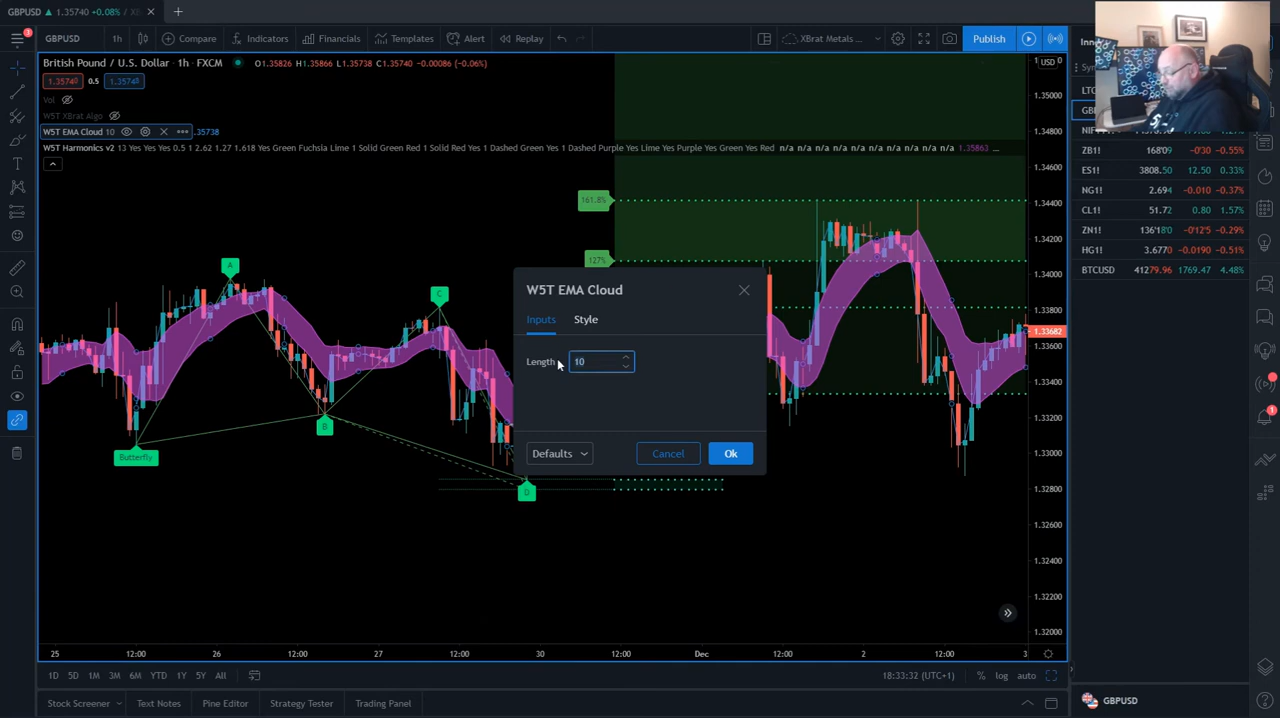 GBPUSD ▲ 1.35740 +0.08% / XB
GBPUSD 1h Compare Indicators Financials Templates Alert Replay XBrat Metals ... Publish
British Pound / U.S. Dollar · 1h · FXCM O1.35826 H1.35866 L1.35738 C1.35740 -0.00086 (-0.06%)
1.35740 0.5 1.35740
Vol
W5T XBrat Algo
W5T EMA Cloud 10 .35738
W5T Harmonics v2 13 Yes Yes Yes 0.5 1 2.62 1.27 1.618 Yes Green Fuchsia Lime 1 Solid Green Red 1 Solid Red Yes 1 Dashed Green Yes 1 Dashed Purple Yes Lime Yes Purple Yes Green Yes Red n/a n/a n/a n/a n/a n/a n/a n/a n/a n/a 1.35863 ...
USD
1.35000
1.34800
1.34600
1.34400
1.34200
1.34000
1.33800
1.33682
1.33600
1.33400
1.33200
1.33000
1.32800
1.32600
1.32400
1.32200
1.32000
161.8%
127%
A
B
C
D
Butterfly
W5T EMA Cloud
Inputs Style
Length 10
Defaults Cancel Ok
25 12:00 26 12:00 27 12:00 30 12:00 Dec 12:00 2 12:00 3
1D 5D 1M 3M 6M YTD 1Y 5Y All 18:33:32 (UTC+1) % log auto
Stock Screener Text Notes Pine Editor Strategy Tester Trading Panel
Sy
LTC
GB
ZB1! 168'09 -0'30 -0.55%
ES1! 3808.50 12.50 0.33%
NG1! 2.694 -0.010 -0.37%
CL1! 51.72 0.80 1.57%
ZN1! 136'18'0 -0'12'5 -0.29%
HG1! 3.6770 -0.0190 -0.51%
BTCUSD 41279.96 1769.47 4.48%
GBPUSD